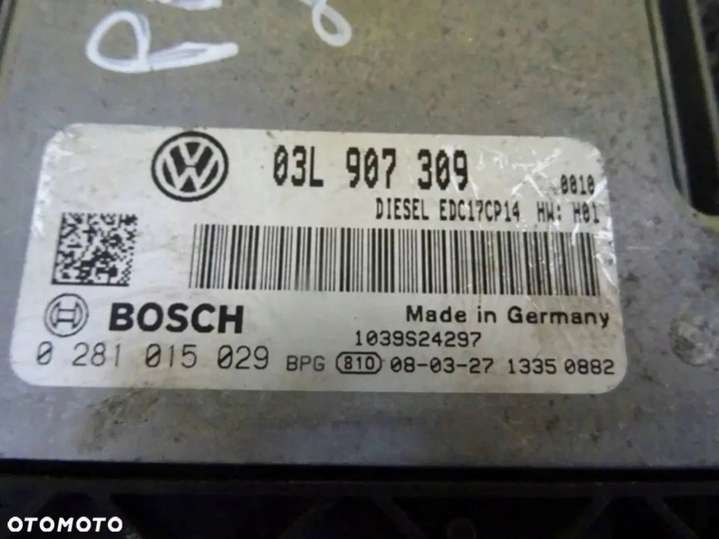 VW 03L 907 309
0010
DIESEL EDC17CP14 HW: H01
BOSCH
Made in Germany
1039S24297
0 281 015 029 BPG 810 08-03-27 1335 0882
OTOMOTO